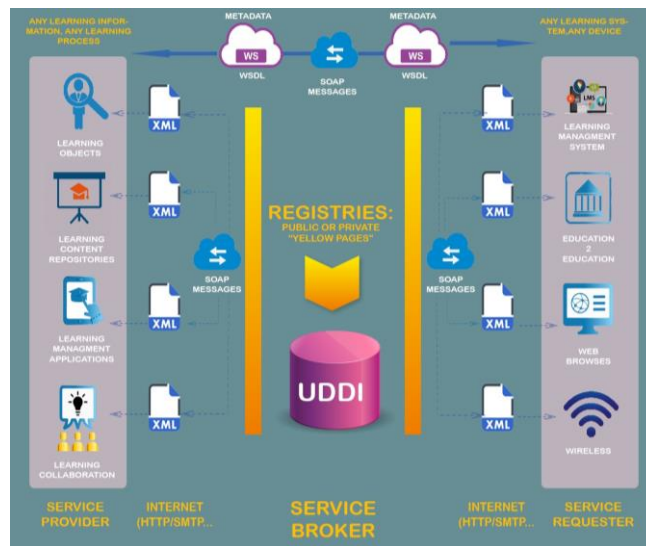 ANY LEARNING INFOR-
MATION, ANY LEARNING
PROCESS
METADATA
WS
WSDL
SOAP
MESSAGES
METADATA
WS
WSDL
ANY LEARNING SYS-
TEM,ANY DEVICE
LEARNING
OBJECTS
LEARNING
CONTENT
REPOSITORIES
LEARNING
MANAGMENT
APPLICATIONS
LEARNING
COLLABORATION
XML
XML
XML
XML
SOAP
MESSAGES
REGISTRIES:
PUBLIC OR PRIVATE
"YELLOW PAGES"
UDDI
SOAP
MESSAGES
XML
XML
XML
XML
LMS
LEARNING
MANAGMENT
SYSTEM
EDUCATION
2
EDUCATION
WEB
BROWSES
WIRELESS
SERVICE
PROVIDER
INTERNET
(HTTP/SMTP...
SERVICE
BROKER
INTERNET
(HTTP/SMTP...
SERVICE
REQUESTER